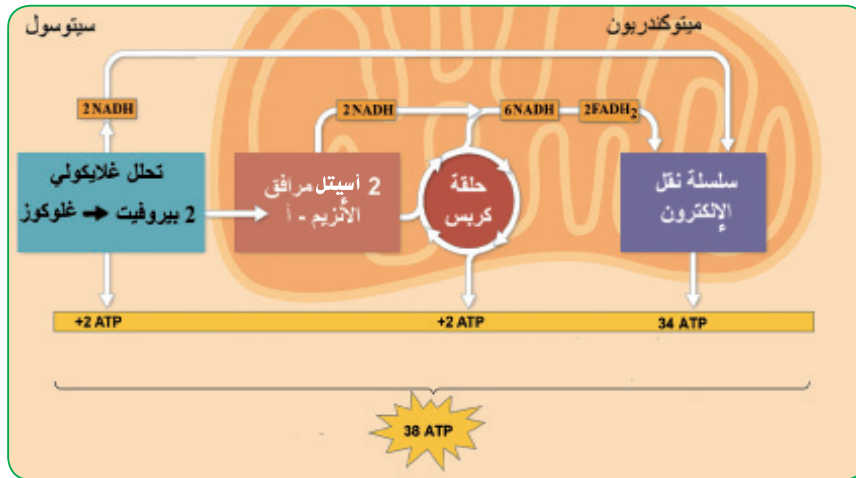 ميتوكندريون
سيتوسول
2NADH
2NADH
6NADH
2FADH₂
تحلل غلايكولي
2 بيروفيت ← غلوكوز
2 أسيتل مرافق
الأنزيم - أ
حلقة
كربس
سلسلة نقل
الإلكترون
+2 ATP
+2 ATP
34 ATP
38 ATP